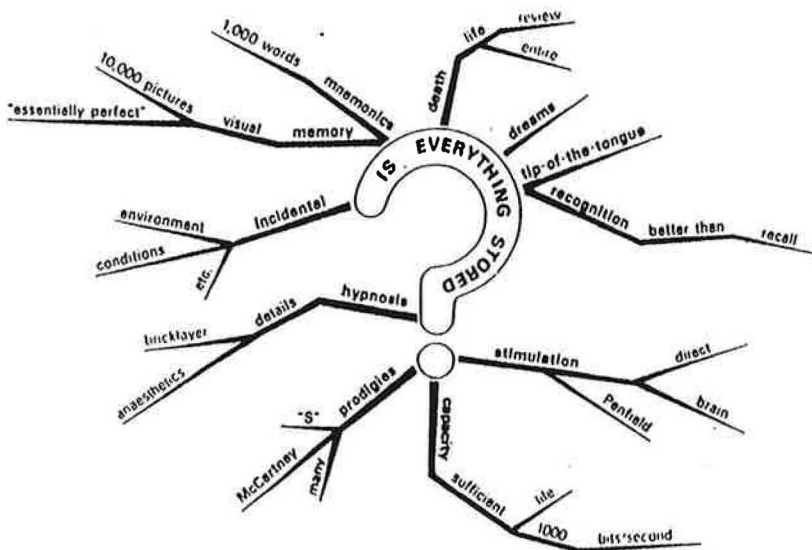 IS EVERYTHING STORED
death
life
review
entire
dreams
tip-of-the-tongue
recognition
better than
recall
stimulation
direct
brain
Penfield
capacity
sufficient
life
1000
bits/second
prodigies
"S"
McCartney
many
hypnosis
details
bricklayer
anaesthetics
incidental
environment
conditions
etc.
memory
visual
10,000 pictures
"essentially perfect"
mnemonics
1,000 words